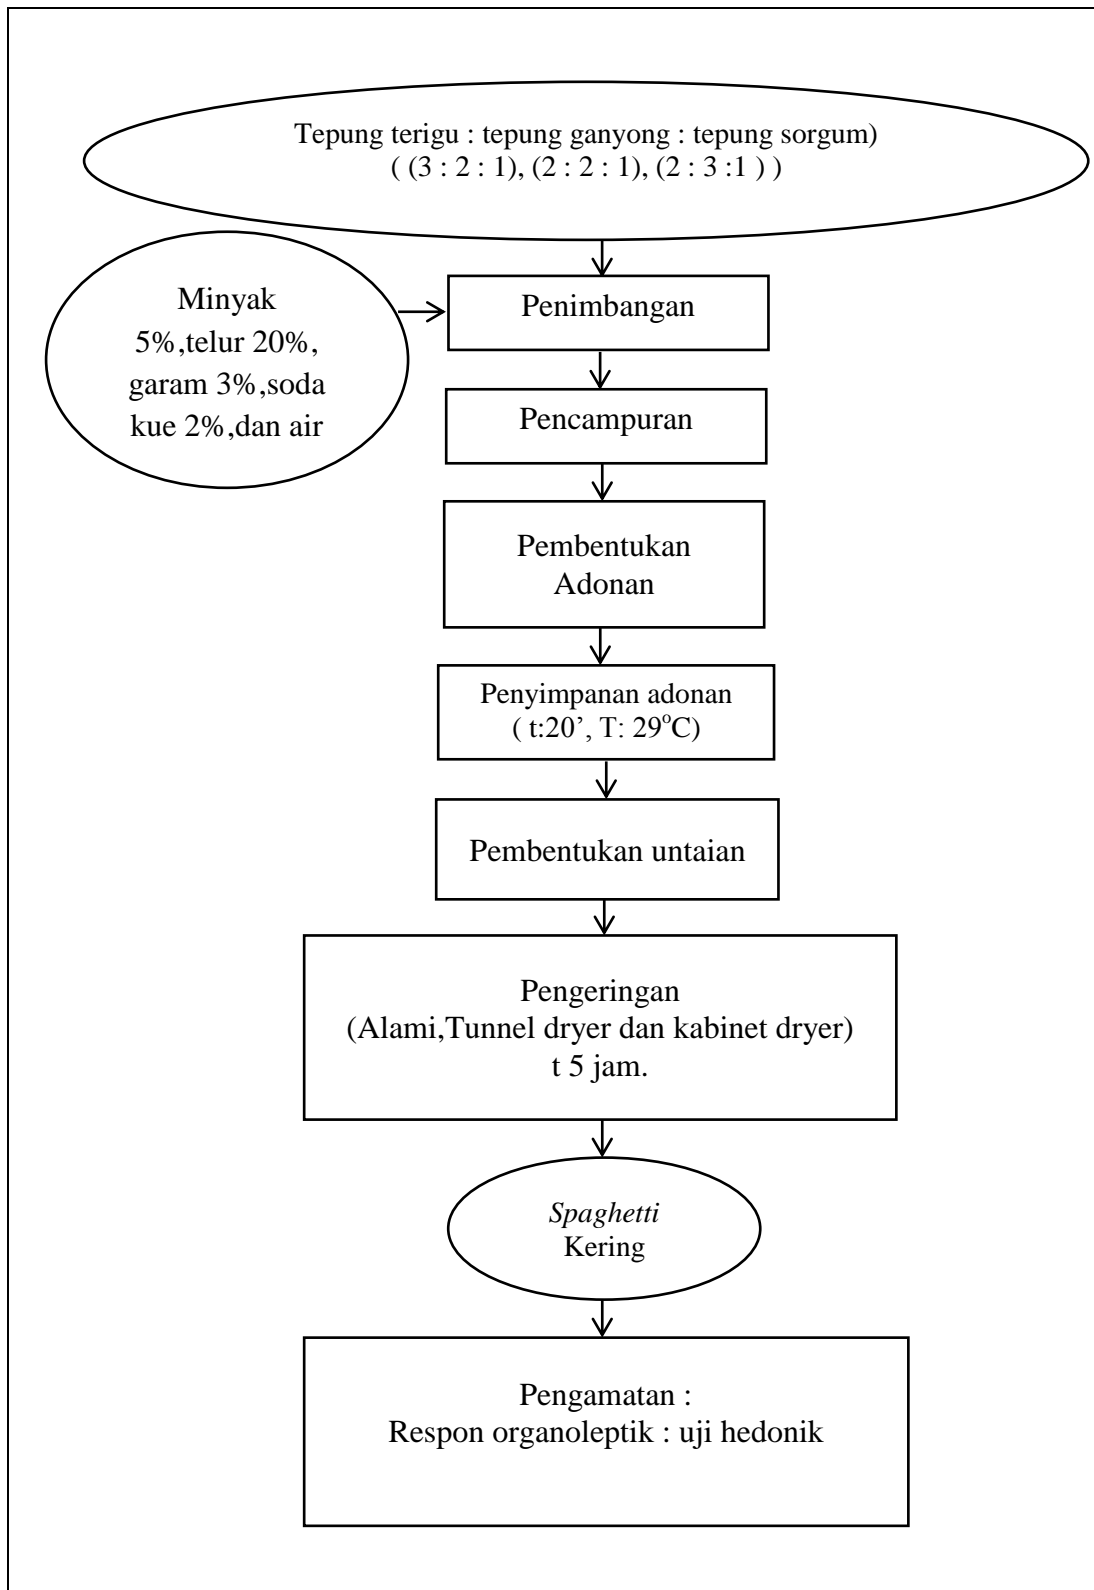 Tepung terigu : tepung ganyong : tepung sorgum)
( (3 : 2 : 1), (2 : 2 : 1), (2 : 3 :1 ) )
Minyak
5%,telur 20%,
garam 3%,soda
kue 2%,dan air
Penimbangan
Pencampuran
Pembentukan
Adonan
Penyimpanan adonan
( t:20’, T: 29°C)
Pembentukan untaian
Pengeringan
(Alami,Tunnel dryer dan kabinet dryer)
t 5 jam.
Spaghetti
Kering
Pengamatan :
Respon organoleptik : uji hedonik